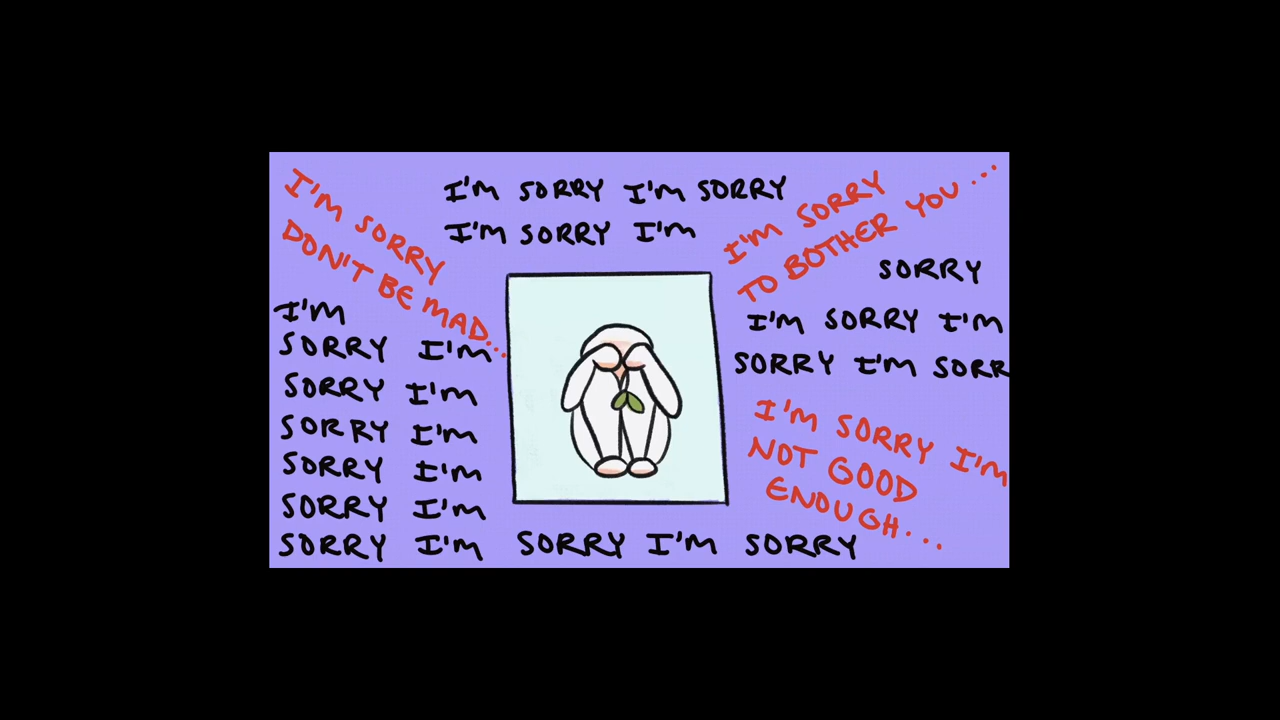 I'M SORRY
DON'T BE MAD...
I'M SORRY I'M SORRY
I'M SORRY I'M
I'M SORRY
TO BOTHER YOU...
SORRY
I'M SORRY I'M
SORRY I'M SORR
I'M
SORRY I'M
SORRY I'M
SORRY I'M
SORRY I'M
SORRY I'M
SORRY I'M SORRY I'M SORRY
I'M SORRY I'M
NOT GOOD
ENOUGH...